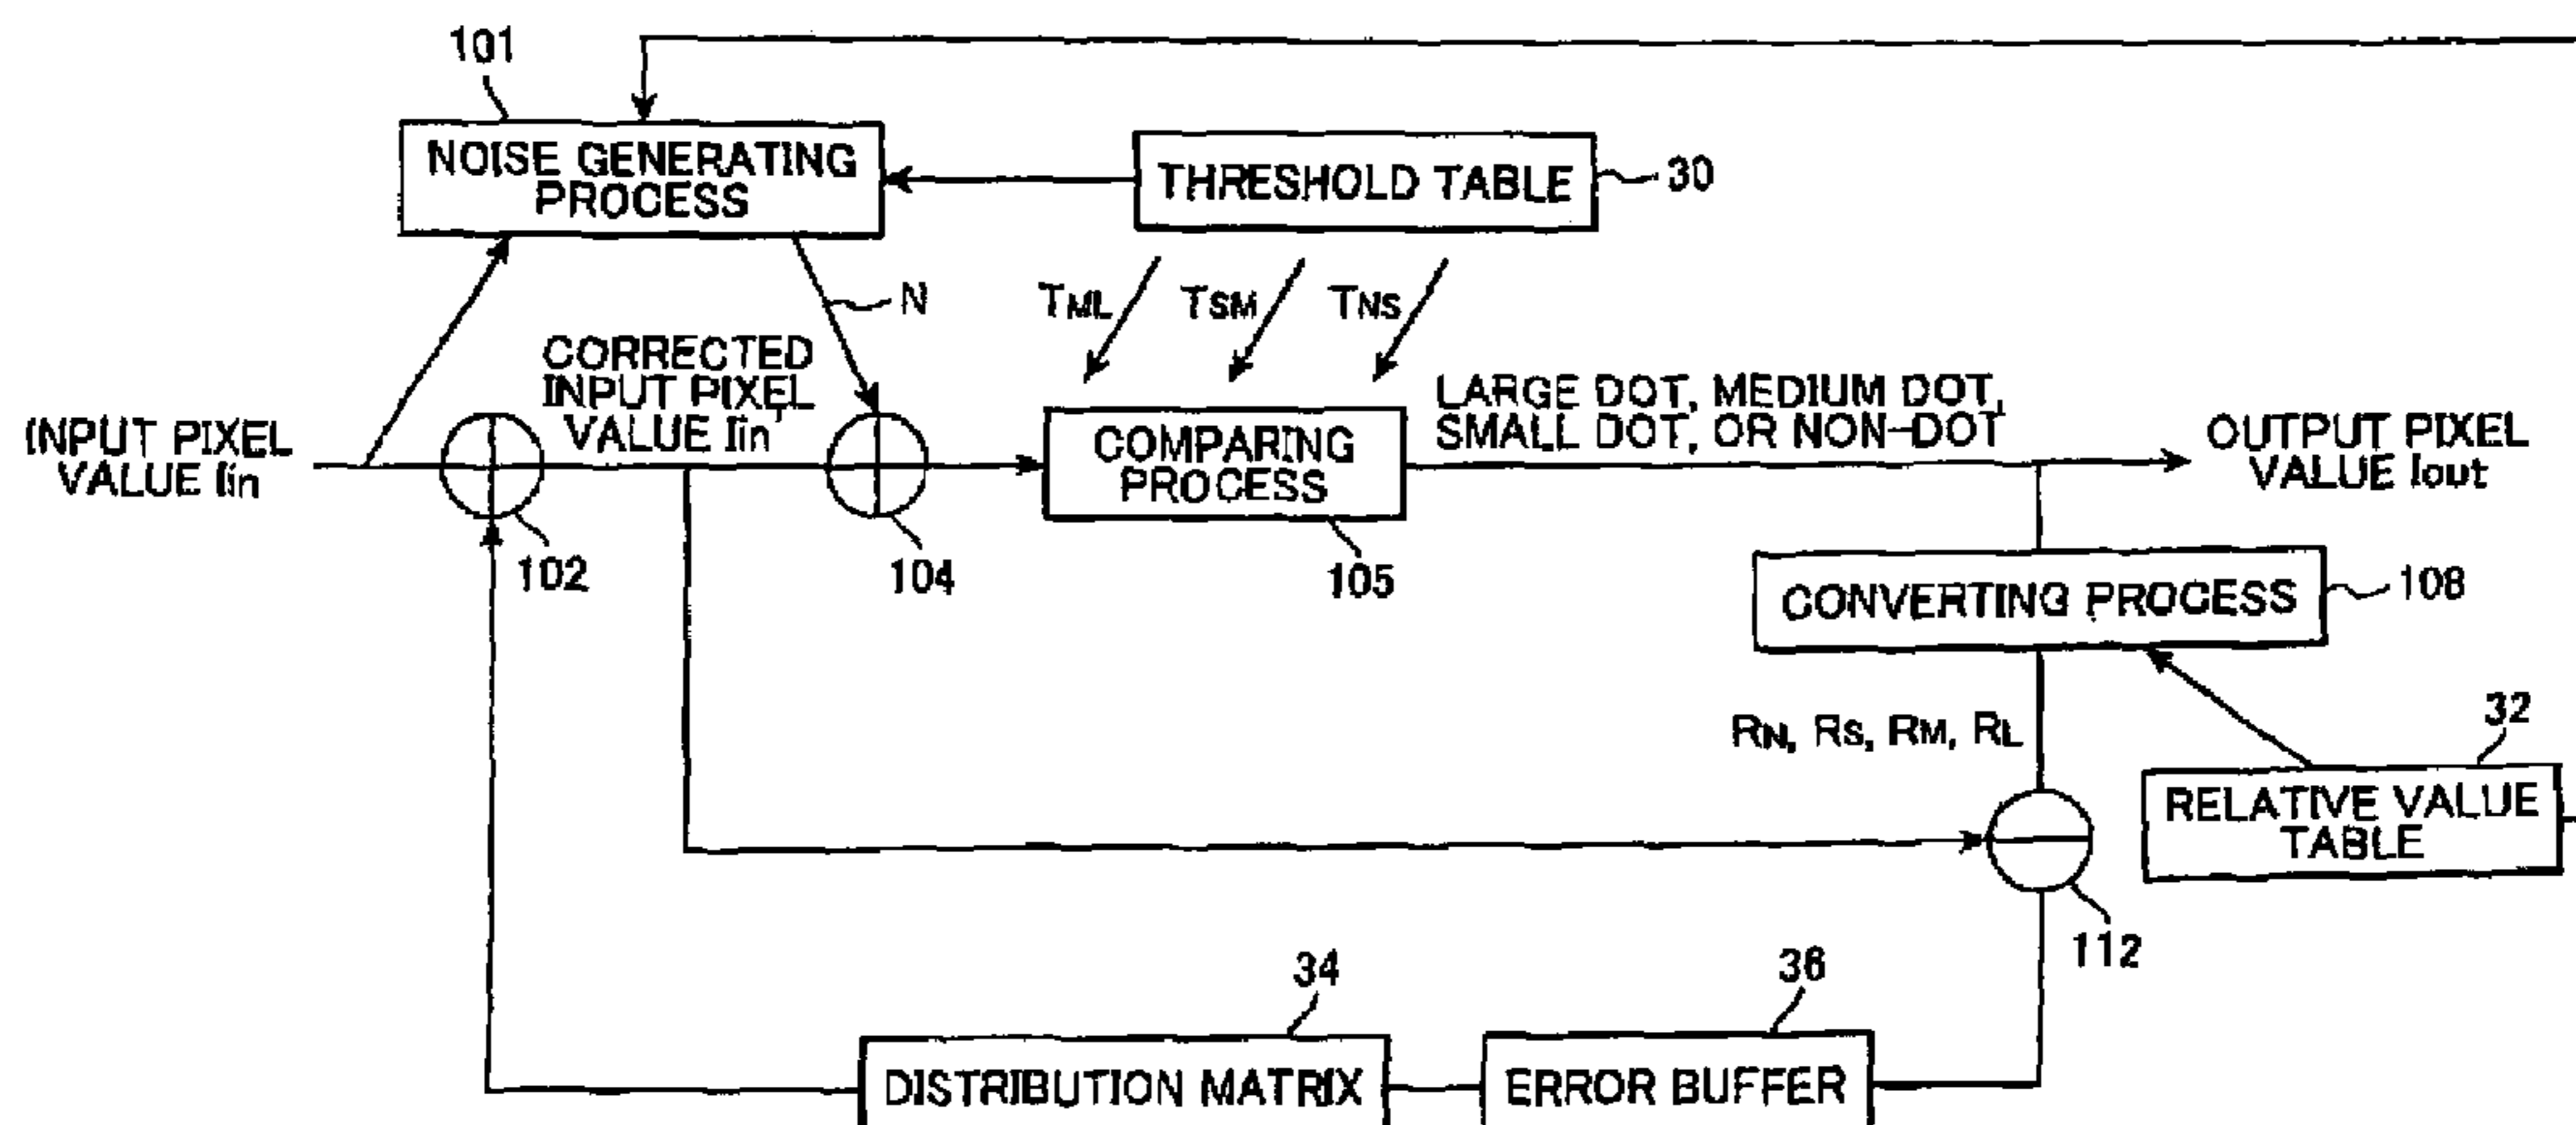 101
NOISE GENERATING
PROCESS
THRESHOLD TABLE
30
N
TML
TSM
TNS
CORRECTED
INPUT PIXEL
VALUE Iin'
INPUT PIXEL
VALUE Iin
102
104
COMPARING
PROCESS
105
LARGE DOT, MEDIUM DOT,
SMALL DOT, OR NON-DOT
OUTPUT PIXEL
VALUE Iout
CONVERTING PROCESS
108
RN, RS, RM, RL
32
RELATIVE VALUE
TABLE
112
34
DISTRIBUTION MATRIX
36
ERROR BUFFER